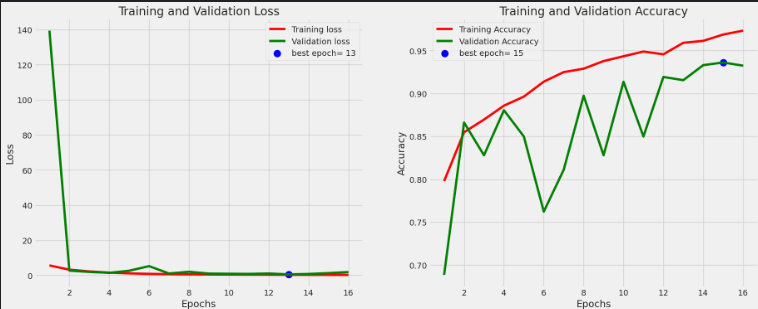 Training and Validation Loss
140
120
100
80
60
40
20
0
Loss
2 4 6 8 10 12 14 16
Epochs
Training loss
Validation loss
best epoch= 13
Training and Validation Accuracy
0.95
0.90
0.85
0.80
0.75
0.70
Accuracy
2 4 6 8 10 12 14 16
Epochs
Training Accuracy
Validation Accuracy
best epoch= 15